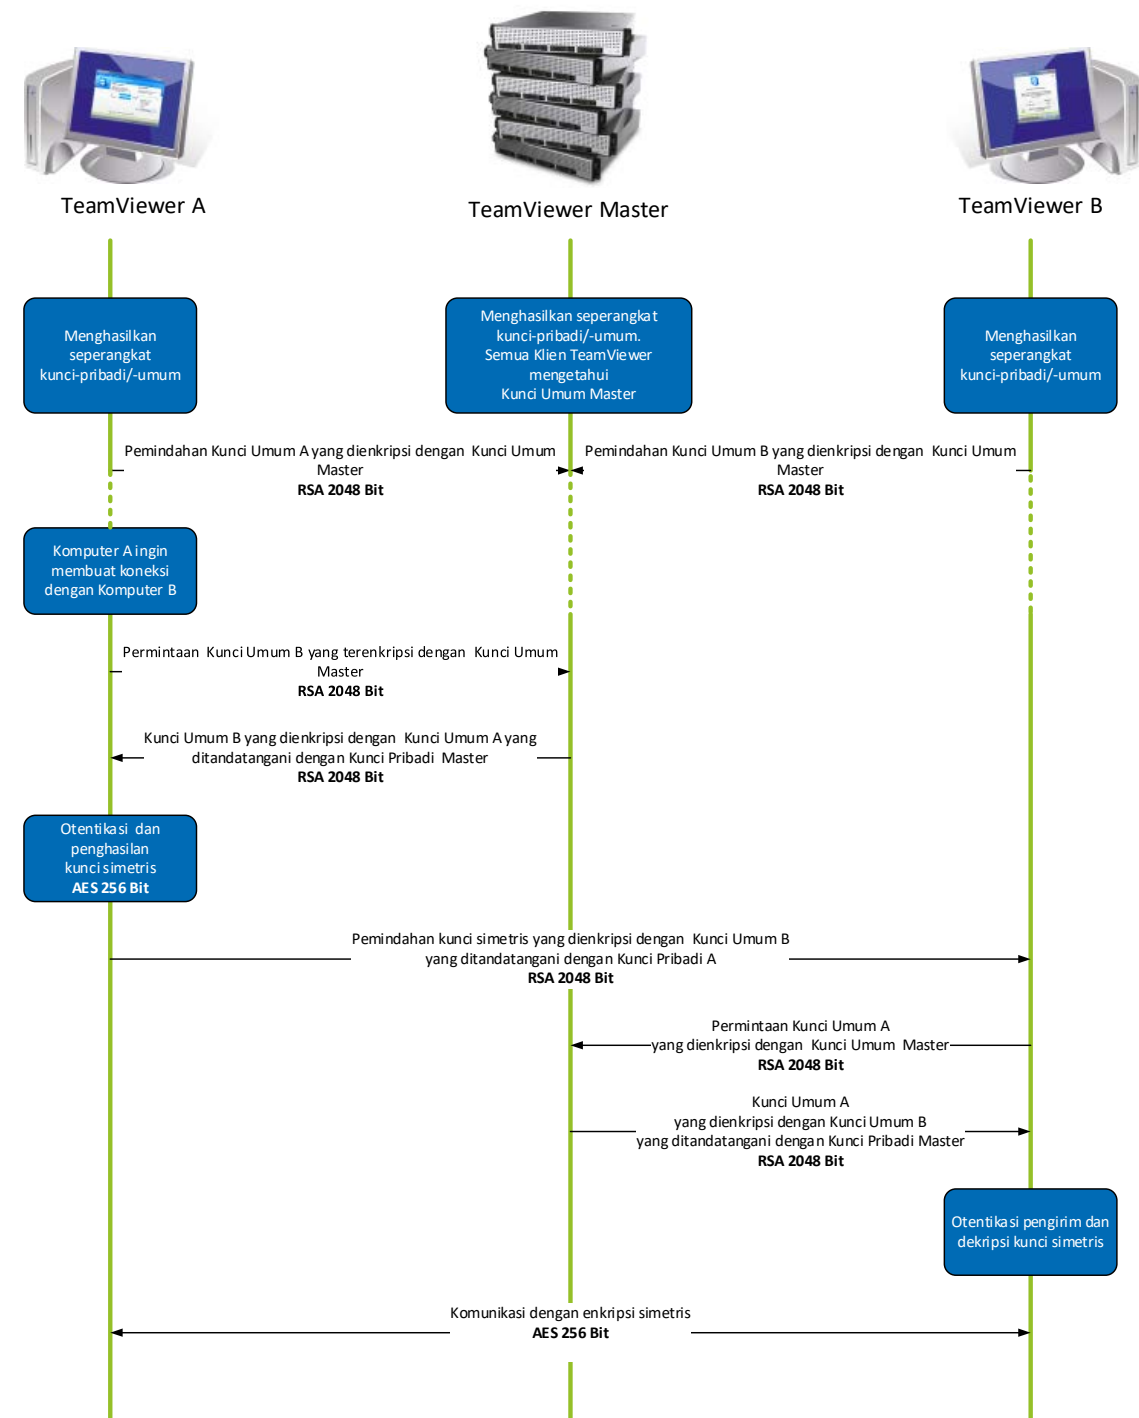 TeamViewer A
TeamViewer Master
TeamViewer B
Menghasilkan
seperangkat
kunci-pribadi/-umum
Menghasilkan seperangkat
kunci-pribadi/-umum.
Semua Klien TeamViewer
mengetahui
Kunci Umum Master
Menghasilkan
seperangkat
kunci-pribadi/-umum
Pemindahan Kunci Umum A yang dienkripsi dengan Kunci Umum
Master
RSA 2048 Bit
Pemindahan Kunci Umum B yang dienkripsi dengan Kunci Umum
Master
RSA 2048 Bit
Komputer A ingin
membuat koneksi
dengan Komputer B
Permintaan Kunci Umum B yang terenkripsi dengan Kunci Umum
Master
RSA 2048 Bit
Kunci Umum B yang dienkripsi dengan Kunci Umum A yang
ditandatangani dengan Kunci Pribadi Master
RSA 2048 Bit
Otentikasi dan
penghasilan
kunci simetris
AES 256 Bit
Pemindahan kunci simetris yang dienkripsi dengan Kunci Umum B
yang ditandatangani dengan Kunci Pribadi A
RSA 2048 Bit
Permintaan Kunci Umum A
yang dienkripsi dengan Kunci Umum Master
RSA 2048 Bit
Kunci Umum A
yang dienkripsi dengan Kunci Umum B
yang ditandatangani dengan Kunci Pribadi Master
RSA 2048 Bit
Otentikasi pengirim dan
dekripsi kunci simetris
Komunikasi dengan enkripsi simetris
AES 256 Bit